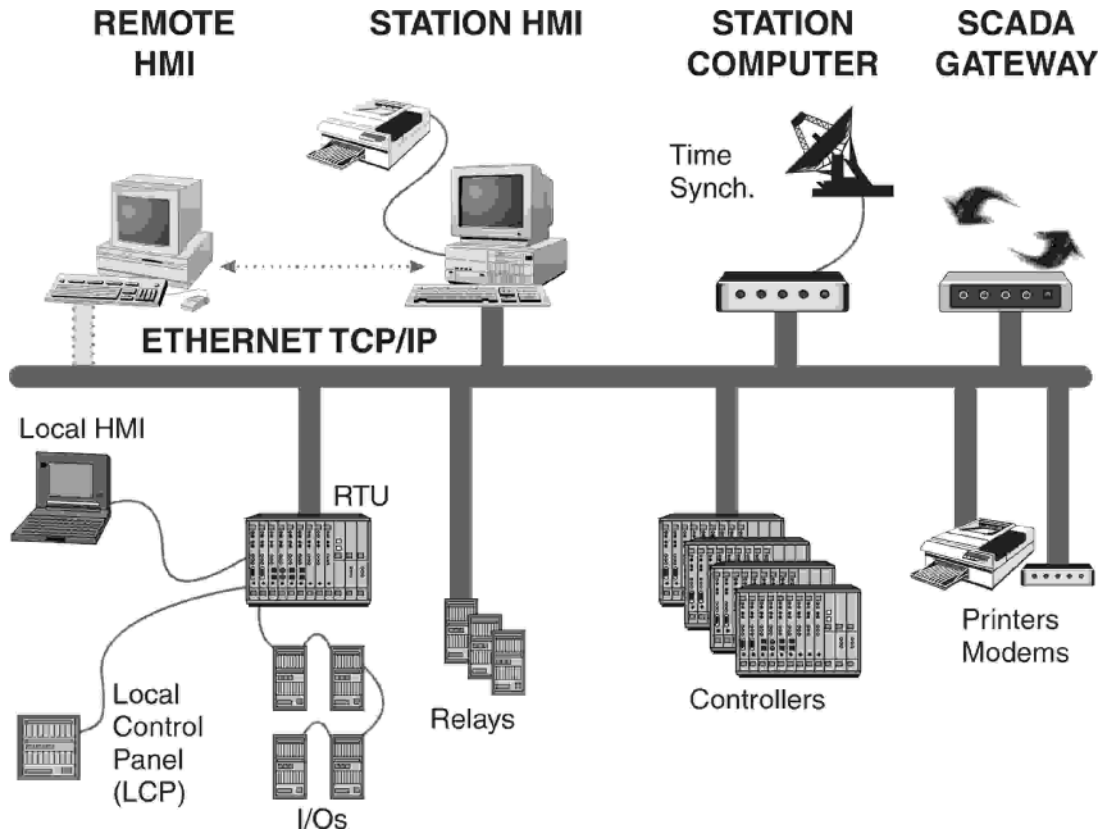 REMOTE
HMI
STATION HMI
STATION
COMPUTER
SCADA
GATEWAY
Time
Synch.
ETHERNET TCP/IP
Local HMI
RTU
Local
Control
Panel
(LCP)
I/Os
Relays
Controllers
Printers
Modems